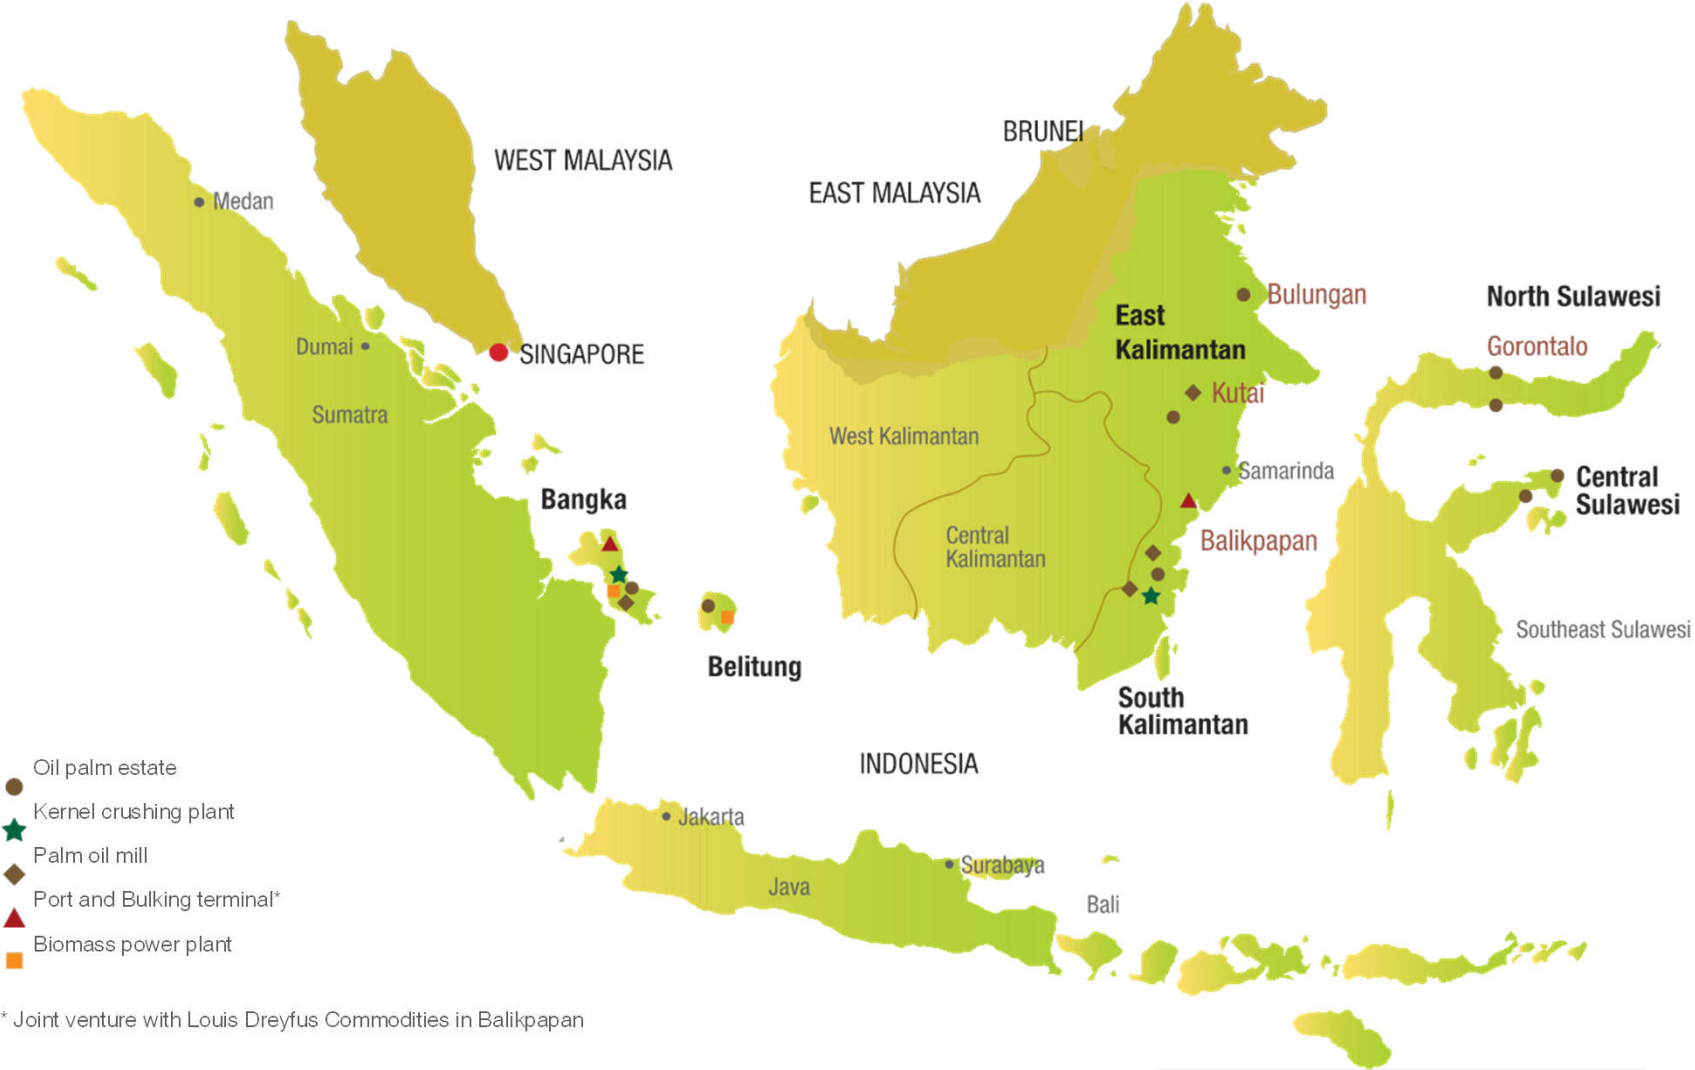 WEST MALAYSIA
BRUNEI
EAST MALAYSIA
Medan
Bulungan
North Sulawesi
East
Kalimantan
Gorontalo
Dumai
SINGAPORE
Kutai
Sumatra
West Kalimantan
Samarinda
Central
Sulawesi
Bangka
Central
Kalimantan
Balikpapan
Southeast Sulawesi
Belitung
South
Kalimantan
INDONESIA
Oil palm estate
Kernel crushing plant
Palm oil mill
Port and Bulking terminal*
Biomass power plant
Jakarta
Surabaya
Java
Bali
* Joint venture with Louis Dreyfus Commodities in Balikpapan